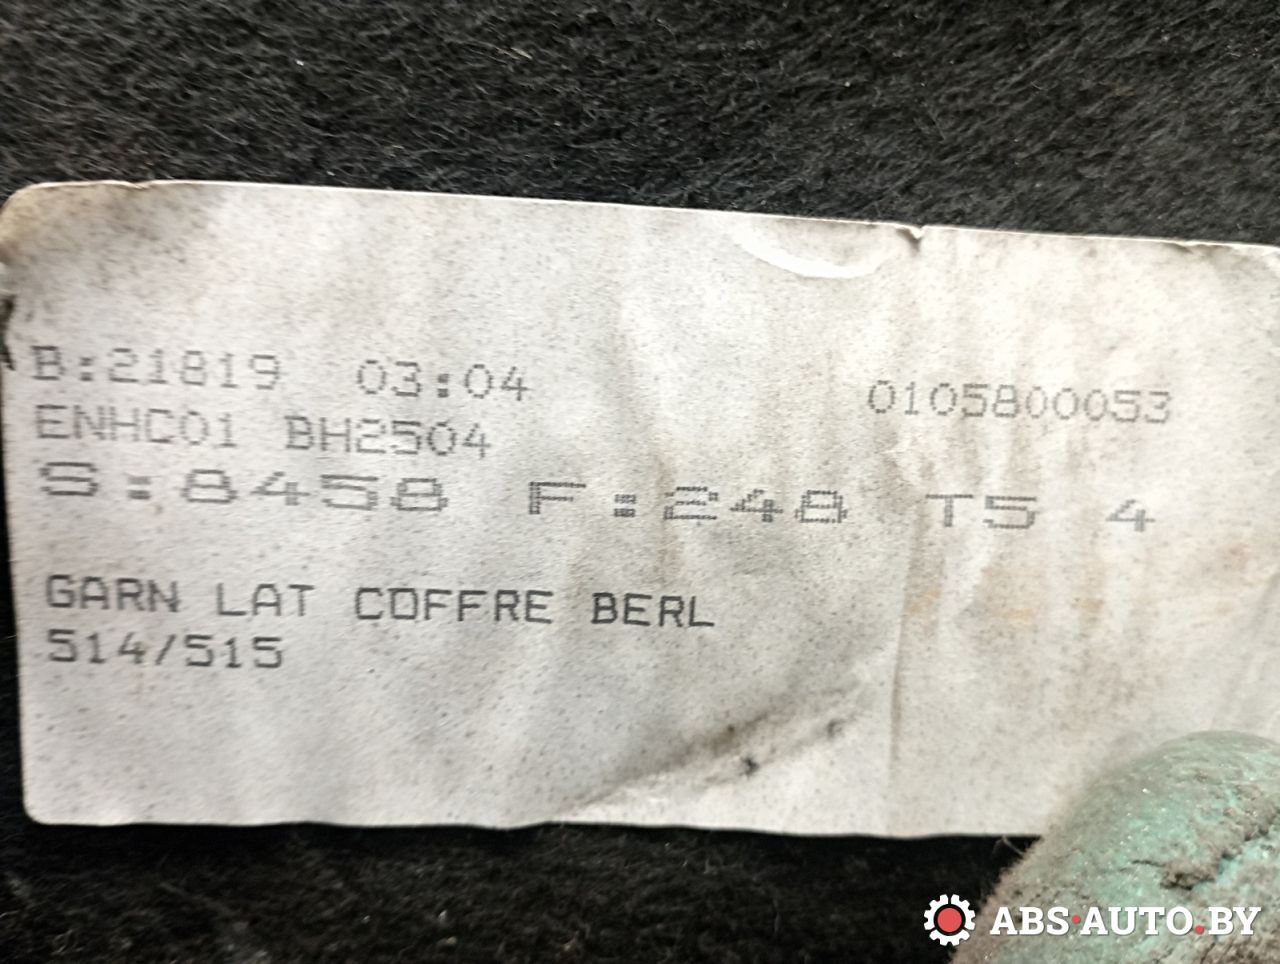 B:21819 03:04 0105800053
ENHC01 BH2504
S:8458 F:248 T5 4
GARN LAT COFFRE BERL
514/515
ABS·AUTO.BY